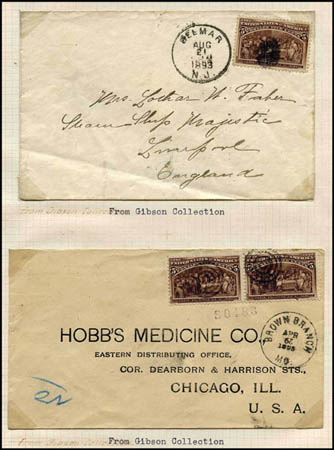 BELMAR
AUG
21
1893
N.J.
Mrs. Lothar W. Faber
Steam Ship Majestic
Liverpool
England
From Gibson Collection
HOBB'S MEDICINE CO
EASTERN DISTRIBUTING OFFICE,
COR. DEARBORN & HARRISON STS.,
CHICAGO, ILL.
U. S. A.
BROWN BRANCH
APR
MO.
From Gibson Collection